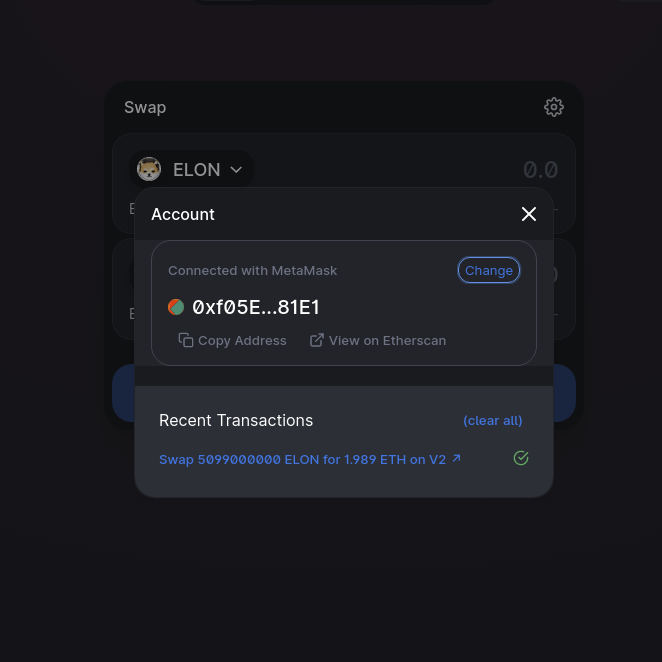 Swap
ELON
0.0
Account
Connected with MetaMask
Change
0xf05E...81E1
Copy Address
View on Etherscan
Recent Transactions
(clear all)
Swap 5099000000 ELON for 1.989 ETH on V2 ↗